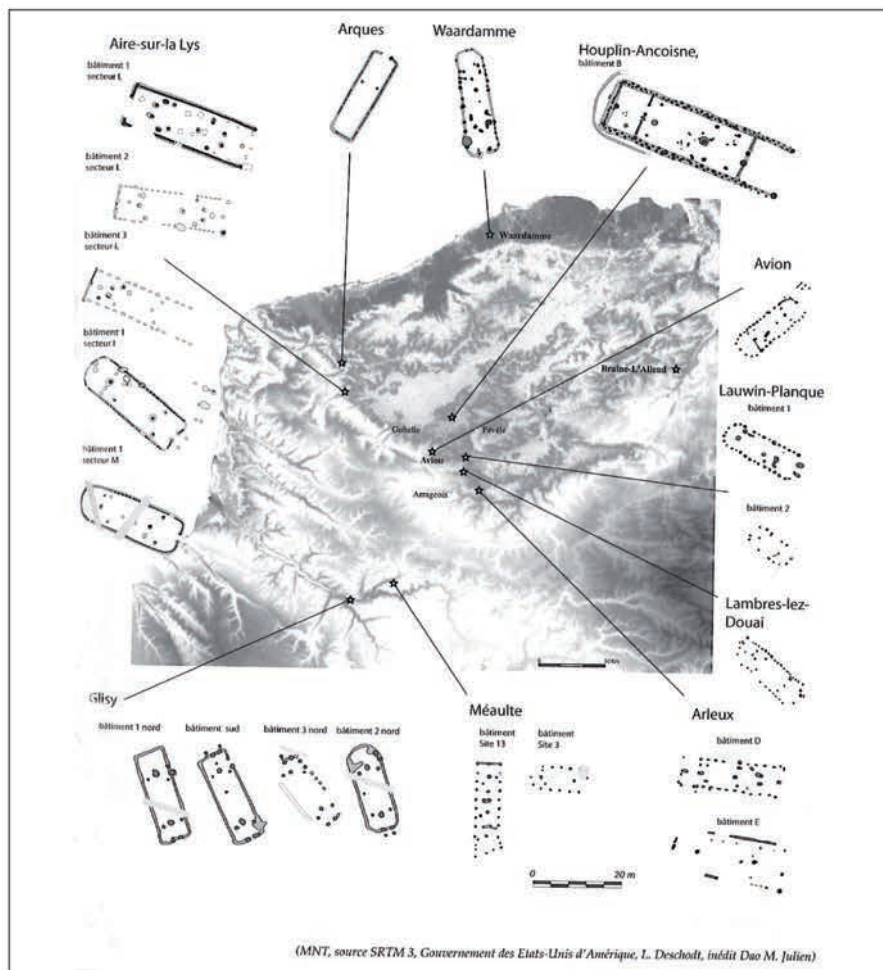 Aire-sur-la Lys
bâtiment 1
secteur L
bâtiment 2
secteur L
bâtiment 3
secteur L
bâtiment 1
secteur I
bâtiment 1
secteur M
Arques
Waardamme
Houplin-Ancoisne,
bâtiment B
Avion
Lauwin-Planque
bâtiment 1
bâtiment 2
Lambres-lez-
Douai
Waardamme
Braine-L'Alleud
Gohelle
Pévèle
Avion
Arrageois
Glisy
bâtiment 1 nord
bâtiment sud
bâtiment 3 nord
bâtiment 2 nord
Méaulte
bâtiment
Site 13
bâtiment
Site 3
Arleux
bâtiment D
bâtiment E
0 20 m
(MNT, source SRTM 3, Gouvernement des Etats-Unis d'Amérique, L. Deschodt, inédit Dao M. Julien)